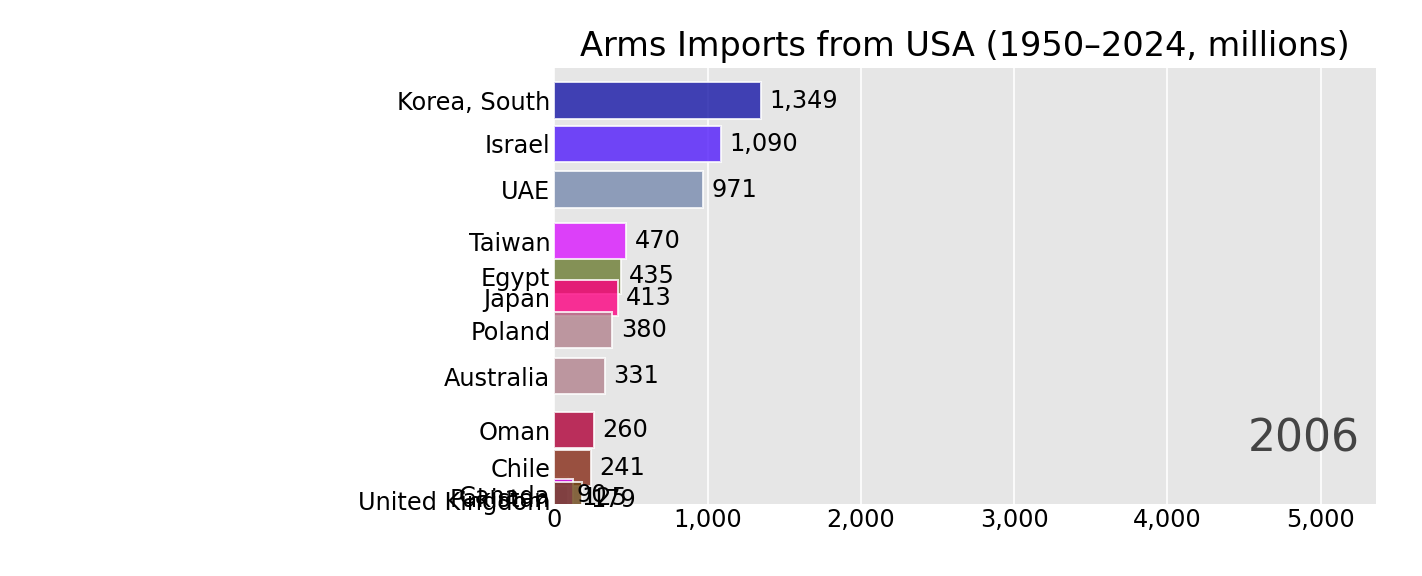 Arms Imports from USA (1950–2024, millions)
Korea, South 1,349
Israel 1,090
UAE 971
Taiwan 470
Egypt 435
Japan 413
Poland 380
Australia 331
Oman 260
2006
Chile 241
Canada
United Kingdom 179
0 1,000 2,000 3,000 4,000 5,000